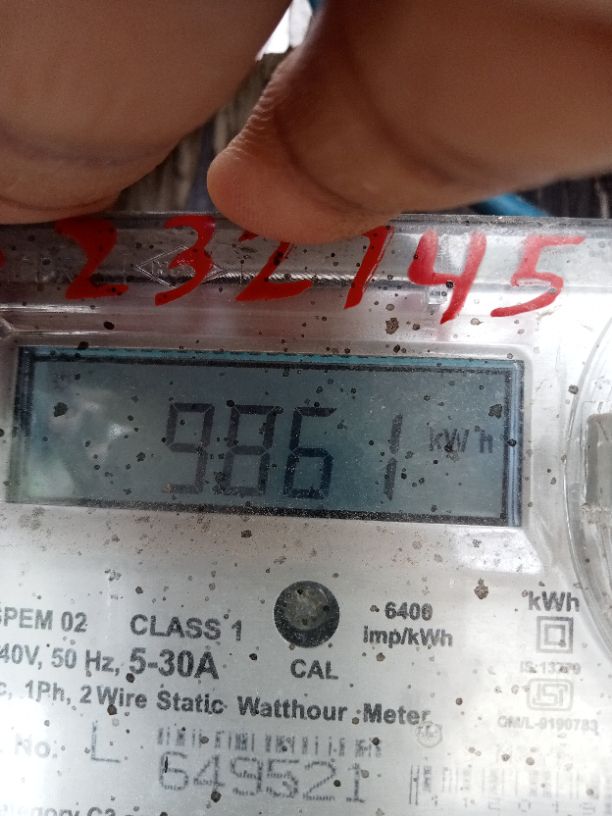 232145
9861 kWh
SPEM 02 CLASS 1 6400 imp/kWh kWh
40V, 50 Hz, 5-30A CAL
1Ph, 2 Wire Static Watthour Meter
No: L
649521